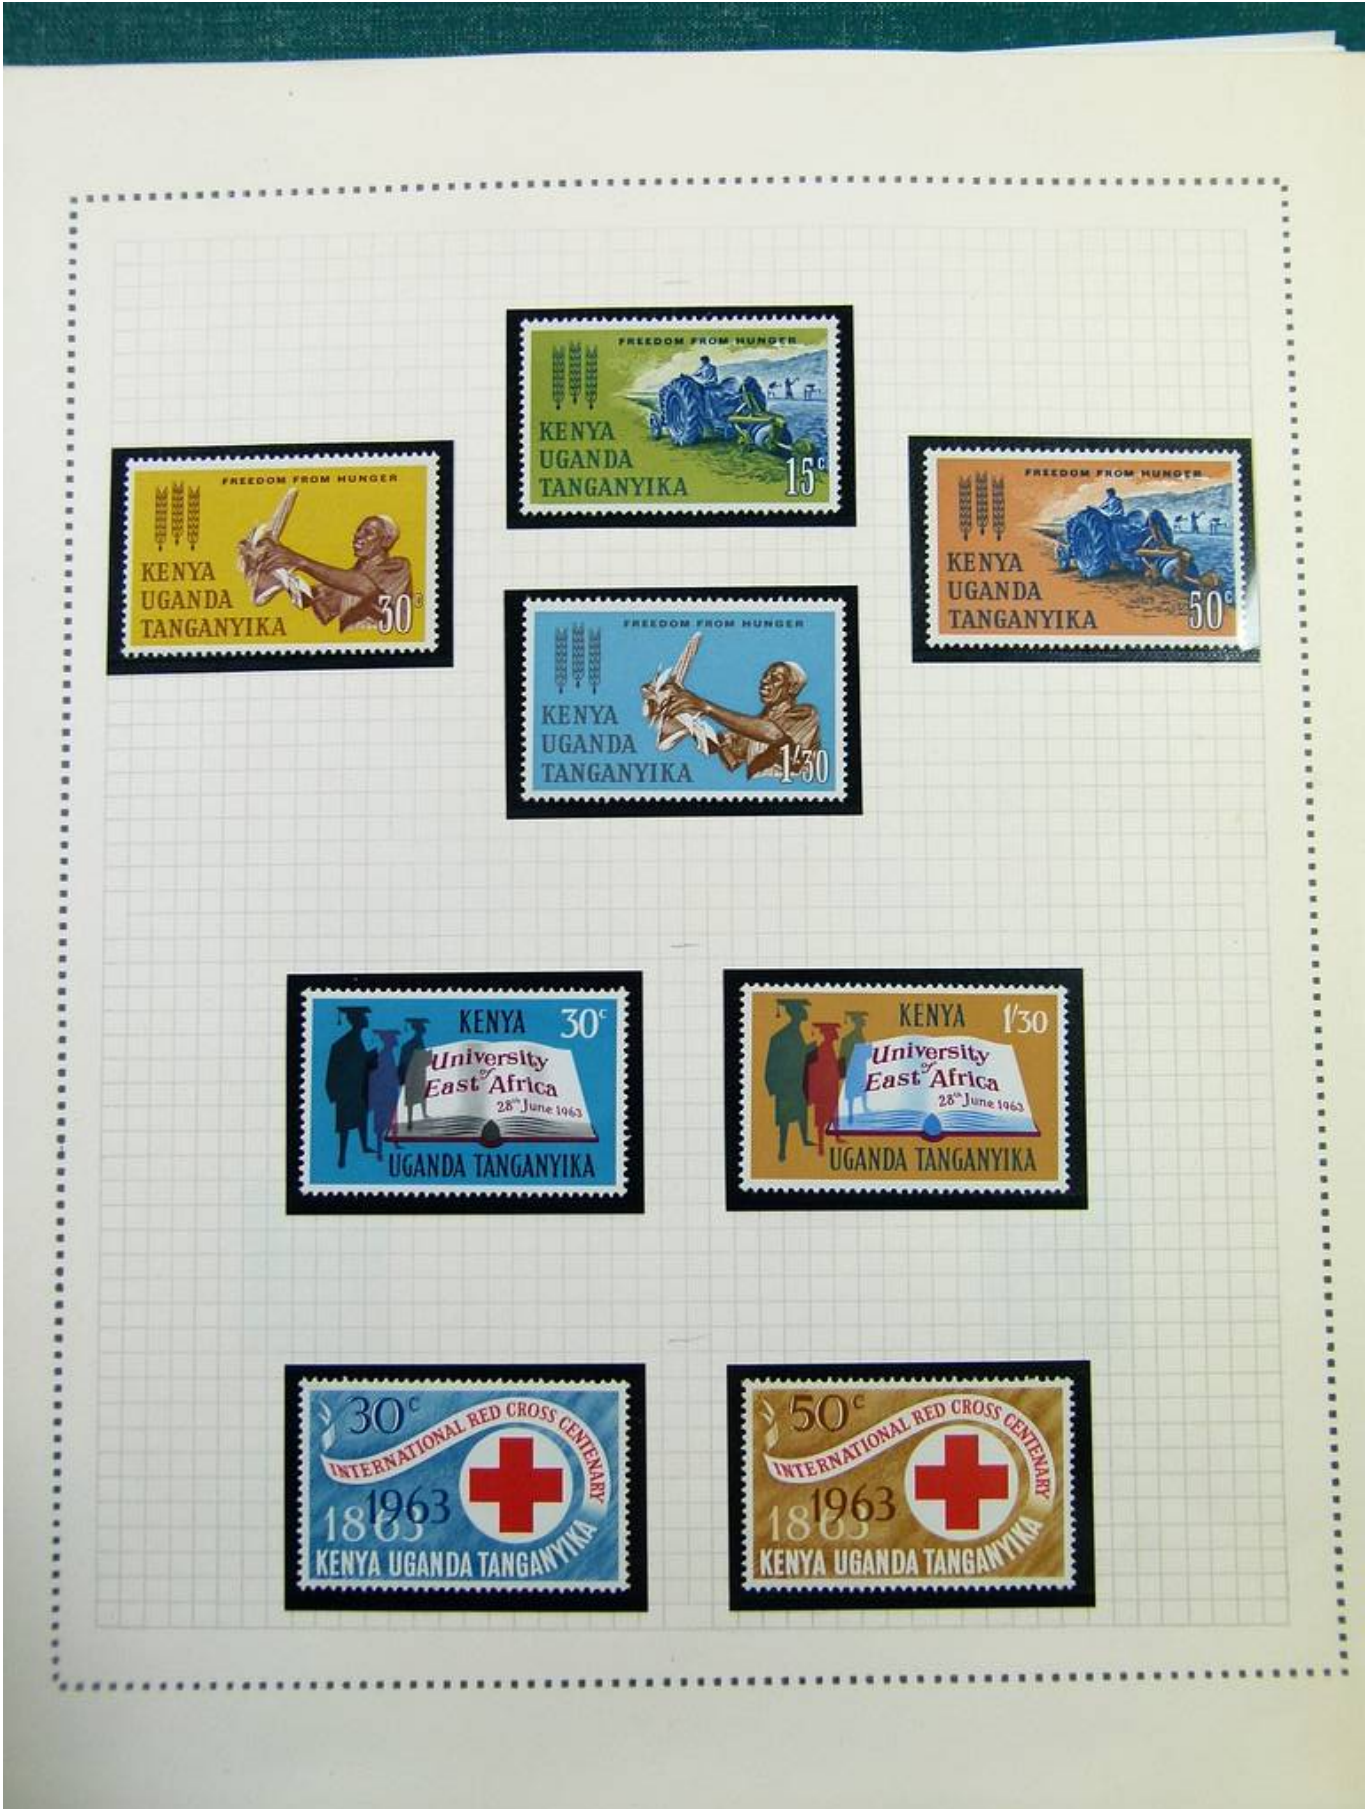 FREEDOM FROM HUNGER
KENYA
UGANDA
TANGANYIKA
15c
FREEDOM FROM HUNGER
KENYA
UGANDA
TANGANYIKA
30c
FREEDOM FROM HUNGER
KENYA
UGANDA
TANGANYIKA
50c
FREEDOM FROM HUNGER
KENYA
UGANDA
TANGANYIKA
1/30
KENYA 30c
University
of
East Africa
28th June 1963
UGANDA TANGANYIKA
KENYA 1/30
University
of
East Africa
28th June 1963
UGANDA TANGANYIKA
30c
INTERNATIONAL RED CROSS CENTENARY
1963
1863
KENYA UGANDA TANGANYIKA
50c
INTERNATIONAL RED CROSS CENTENARY
1963
1863
KENYA UGANDA TANGANYIKA